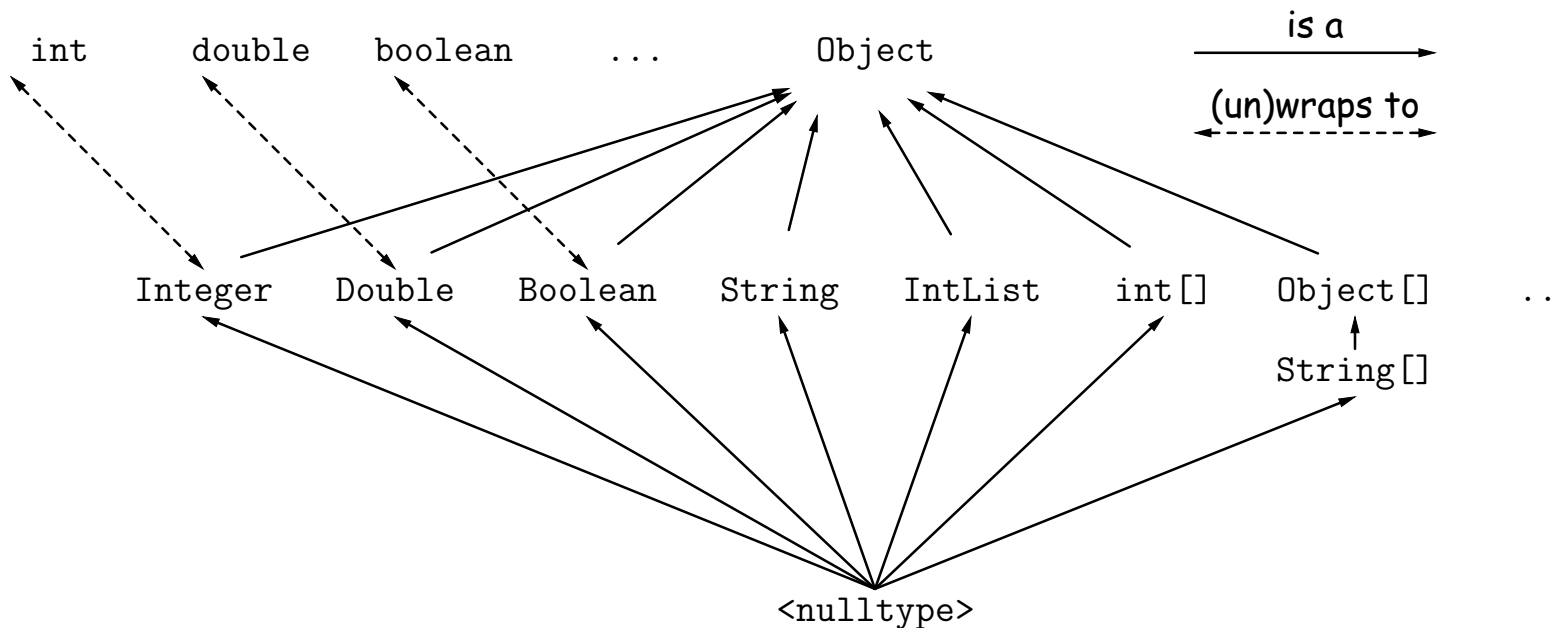 int double boolean ... Object is a
(un)wraps to
Integer Double Boolean String IntList int[] Object[] ..
String[]
<nulltype>